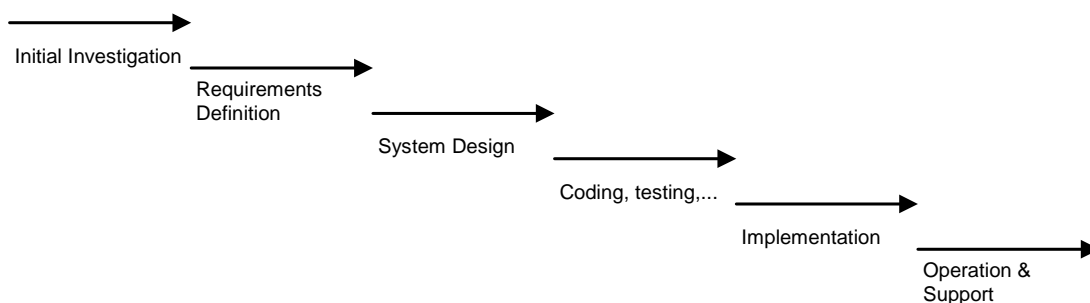 Initial Investigation
Requirements
Definition
System Design
Coding, testing,...
Implementation
Operation &
Support